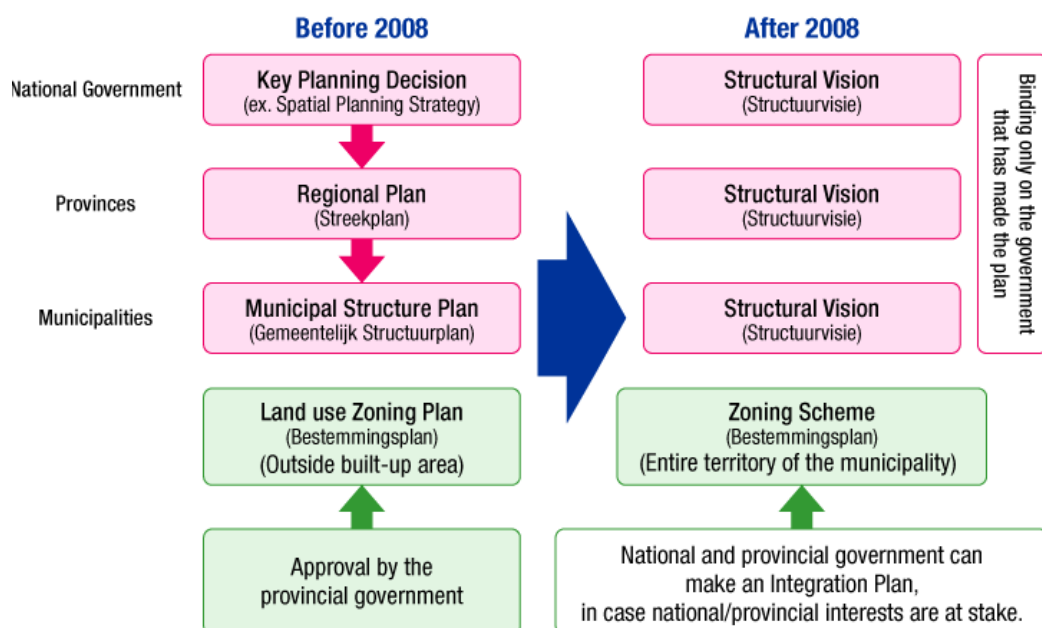 Before 2008
After 2008
National Government
Key Planning Decision
(ex. Spatial Planning Strategy)
Structural Vision
(Structuurvisie)
Provinces
Regional Plan
(Streekplan)
Structural Vision
(Structuurvisie)
Municipalities
Municipal Structure Plan
(Gemeentelijk Structuurplan)
Structural Vision
(Structuurvisie)
Binding only on the government
that has made the plan
Land use Zoning Plan
(Bestemmingsplan)
(Outside built-up area)
Zoning Scheme
(Bestemmingsplan)
(Entire territory of the municipality)
Approval by the
provincial government
National and provincial government can
make an Integration Plan,
in case national/provincial interests are at stake.